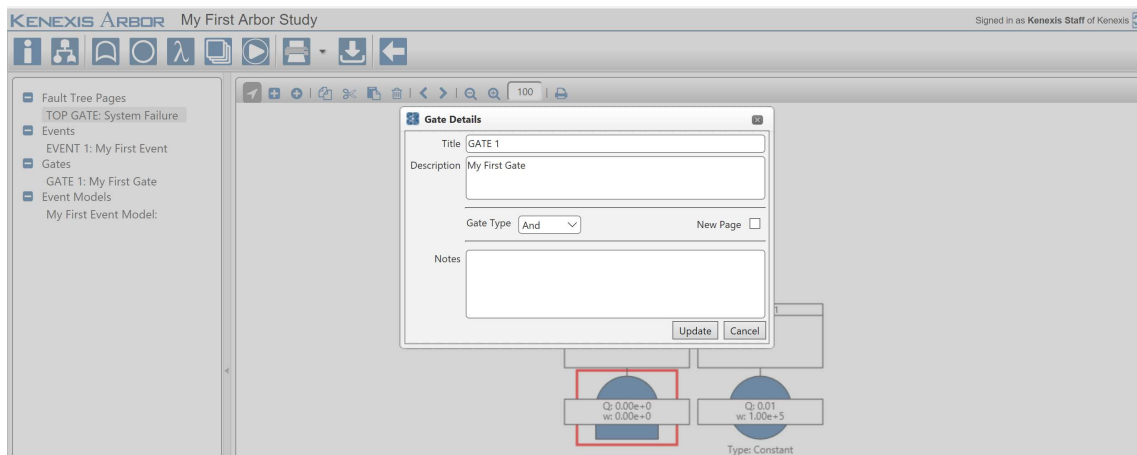 KENEXIS ARBOR My First Arbor Study
Signed in as Kenexis Staff of Kenexis
Fault Tree Pages
TOP GATE: System Failure
Events
EVENT 1: My First Event
Gates
GATE 1: My First Gate
Event Models
My First Event Model:
100
Gate Details
Title GATE 1
Description My First Gate
Gate Type And New Page
Notes
Update Cancel
1
Q: 0.00e+0
w: 0.00e+0
Q: 0.01
w: 1.00e+5
Type: Constant